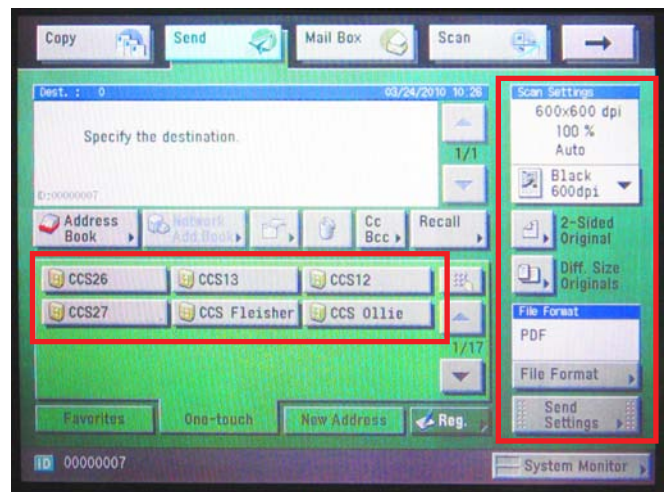 Copy
Send
Mail Box
Scan
Dest. : 0
03/24/2010 10:26
Specify the destination.
1/1
ID:00000007
Address Book
Network Add.Book
Cc Bcc
Recall
CCS26
CCS13
CCS12
CCS27
CCS Fleisher
CCS Ollie
1/17
Favorites
One-touch
New Address
Reg.
ID 00000007
Scan Settings
600x600 dpi
100 %
Auto
Black
600dpi
2-Sided
Original
Diff. Size
Originals
File Format
PDF
File Format
Send
Settings
System Monitor